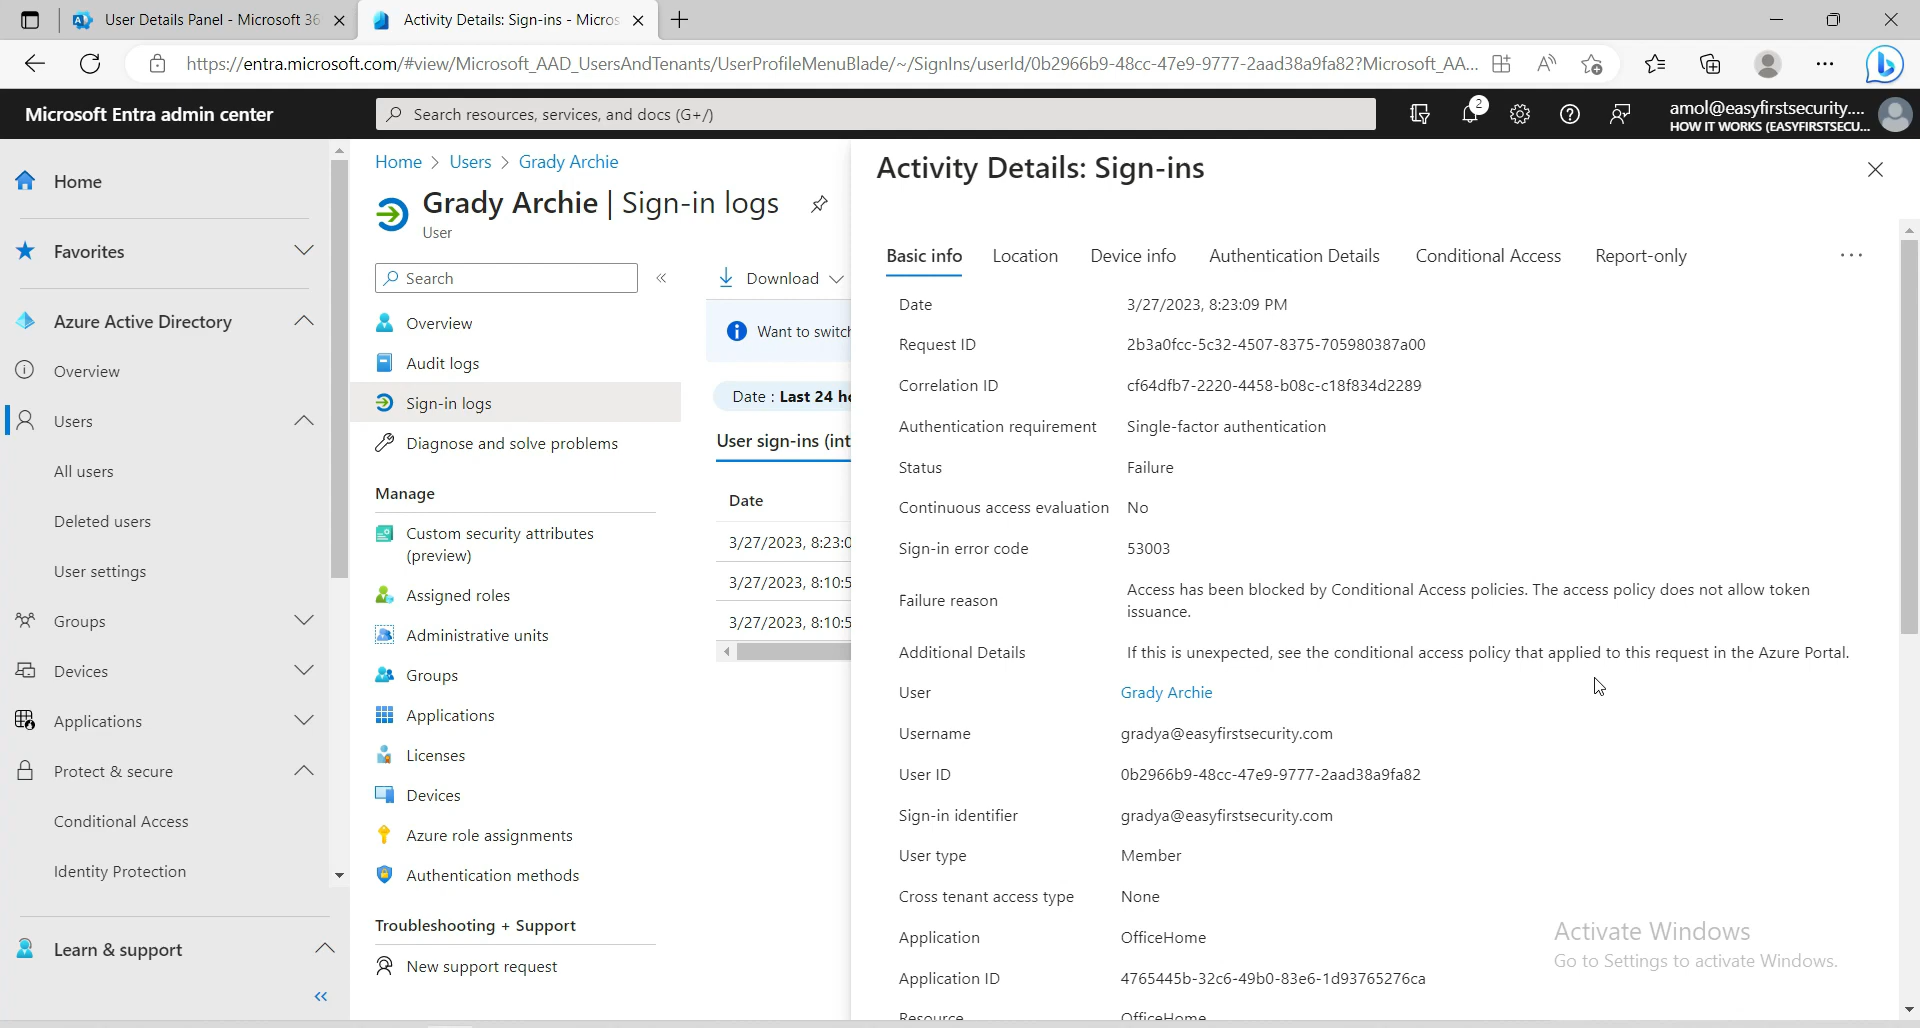 User Details Panel - Microsoft 36
Activity Details: Sign-ins - Micros
https://entra.microsoft.com/#view/Microsoft_AAD_UsersAndTenants/UserProfileMenuBlade/~/SignIns/userId/0b2966b9-48cc-47e9-9777-2aad38a9fa82?Microsoft_AA...
Microsoft Entra admin center
Search resources, services, and docs (G+/)
2
amol@easyfirstsecurity....
HOW IT WORKS (EASYFIRSTSECU...
Home
Favorites
Azure Active Directory
Overview
Users
All users
Deleted users
User settings
Groups
Devices
Applications
Protect & secure
Conditional Access
Identity Protection
Learn & support
«
Home > Users > Grady Archie
Grady Archie | Sign-in logs
User
Search
«
Overview
Audit logs
Sign-in logs
Diagnose and solve problems
Manage
Custom security attributes
(preview)
Assigned roles
Administrative units
Groups
Applications
Licenses
Devices
Azure role assignments
Authentication methods
Troubleshooting + Support
New support request
Download
Want to switch
Date : Last 24 ho
User sign-ins (int
Date
3/27/2023, 8:23:0
3/27/2023, 8:10:5
3/27/2023, 8:10:5
Activity Details: Sign-ins
Basic info Location Device info Authentication Details Conditional Access Report-only ...
Date 3/27/2023, 8:23:09 PM
Request ID 2b3a0fcc-5c32-4507-8375-705980387a00
Correlation ID cf64dfb7-2220-4458-b08c-c18f834d2289
Authentication requirement Single-factor authentication
Status Failure
Continuous access evaluation No
Sign-in error code 53003
Failure reason Access has been blocked by Conditional Access policies. The access policy does not allow token
issuance.
Additional Details If this is unexpected, see the conditional access policy that applied to this request in the Azure Portal.
User Grady Archie
Username gradya@easyfirstsecurity.com
User ID 0b2966b9-48cc-47e9-9777-2aad38a9fa82
Sign-in identifier gradya@easyfirstsecurity.com
User type Member
Cross tenant access type None
Application OfficeHome
Application ID 4765445b-32c6-49b0-83e6-1d93765276ca
Resource OfficeHome
Activate Windows
Go to Settings to activate Windows.